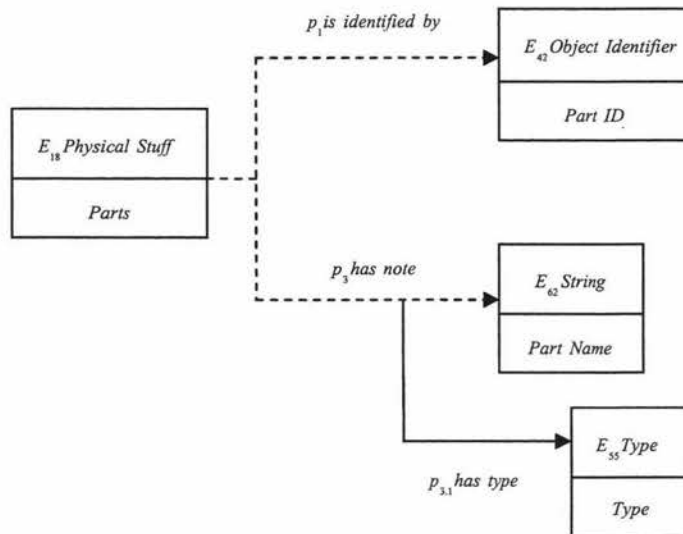 p₁ is identified by
E₄₂ Object Identifier
Part ID
E₁₈ Physical Stuff
Parts
p₃ has note
E₆₂ String
Part Name
E₅₅ Type
p₃.₁ has type
Type